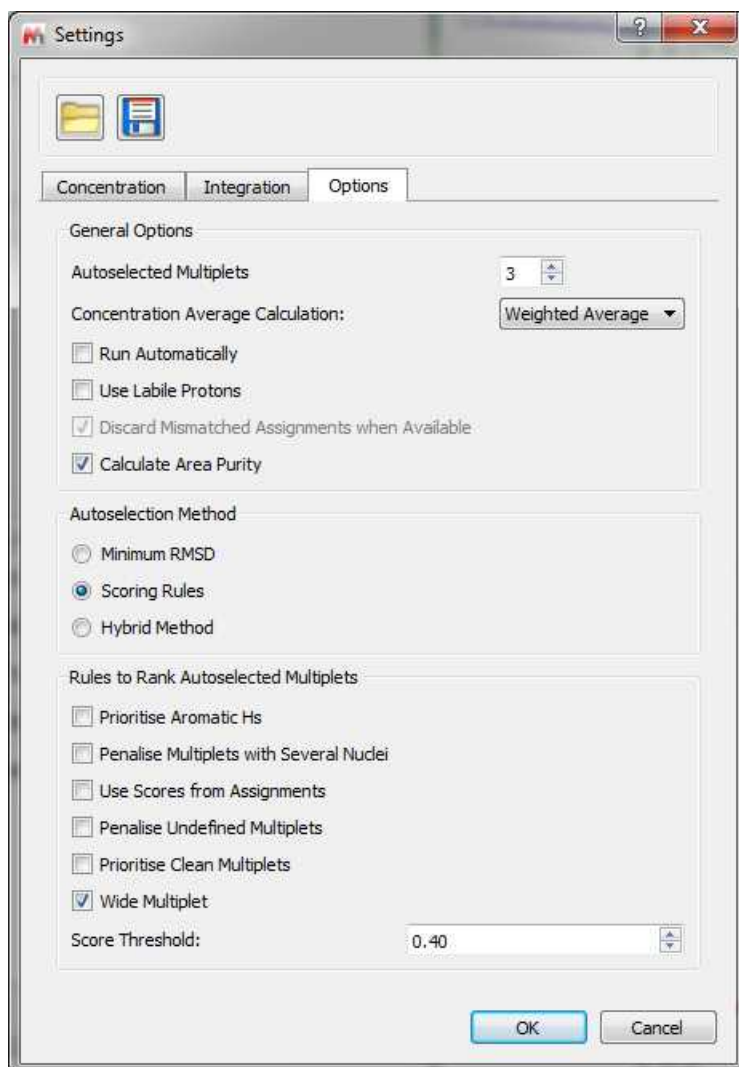 Settings
?
Concentration Integration Options
General Options
Autoselected Multiplets 3
Concentration Average Calculation: Weighted Average
Run Automatically
Use Labile Protons
Discard Mismatched Assignments when Available
Calculate Area Purity
Autoselection Method
Minimum RMSD
Scoring Rules
Hybrid Method
Rules to Rank Autoselected Multiplets
Prioritise Aromatic Hs
Penalise Multiplets with Several Nuclei
Use Scores from Assignments
Penalise Undefined Multiplets
Prioritise Clean Multiplets
Wide Multiplet
Score Threshold: 0.40
OK Cancel